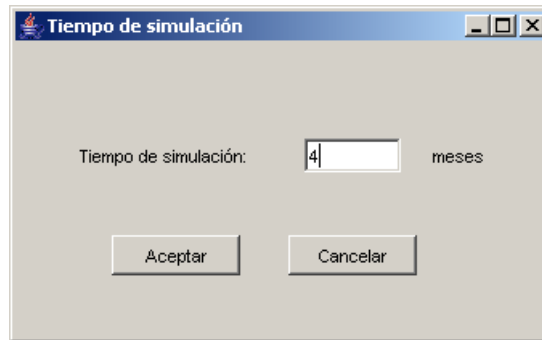 Tiempo de simulación
Tiempo de simulación: 4 meses
Aceptar Cancelar